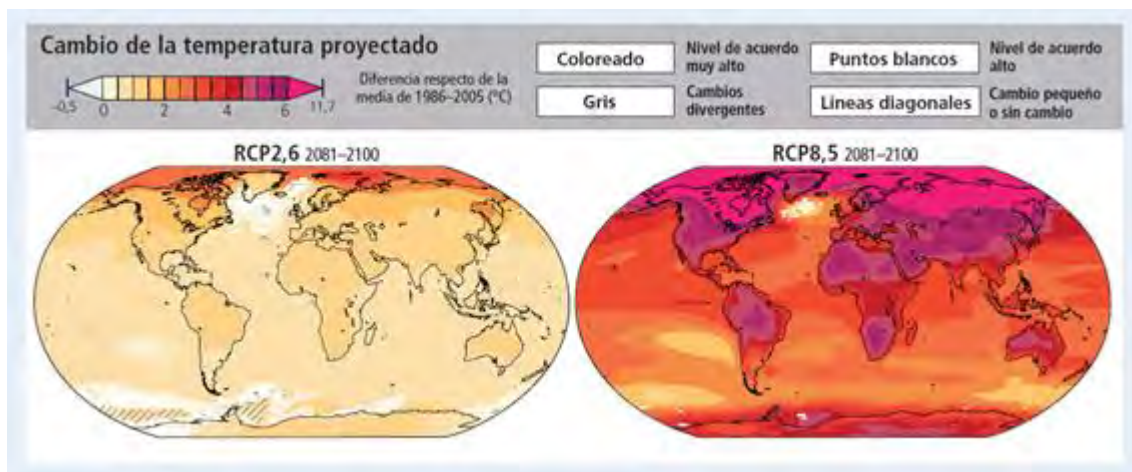 Cambio de la temperatura proyectado
-0,5 0 2 4 6 11,7
Diferencia respecto de la
media de 1986–2005 (°C)
Coloreado
Nivel de acuerdo
muy alto
Puntos blancos
Nivel de acuerdo
alto
Gris
Cambios
divergentes
Líneas diagonales
Cambio pequeño
o sin cambio
RCP2,6 2081–2100
RCP8,5 2081–2100